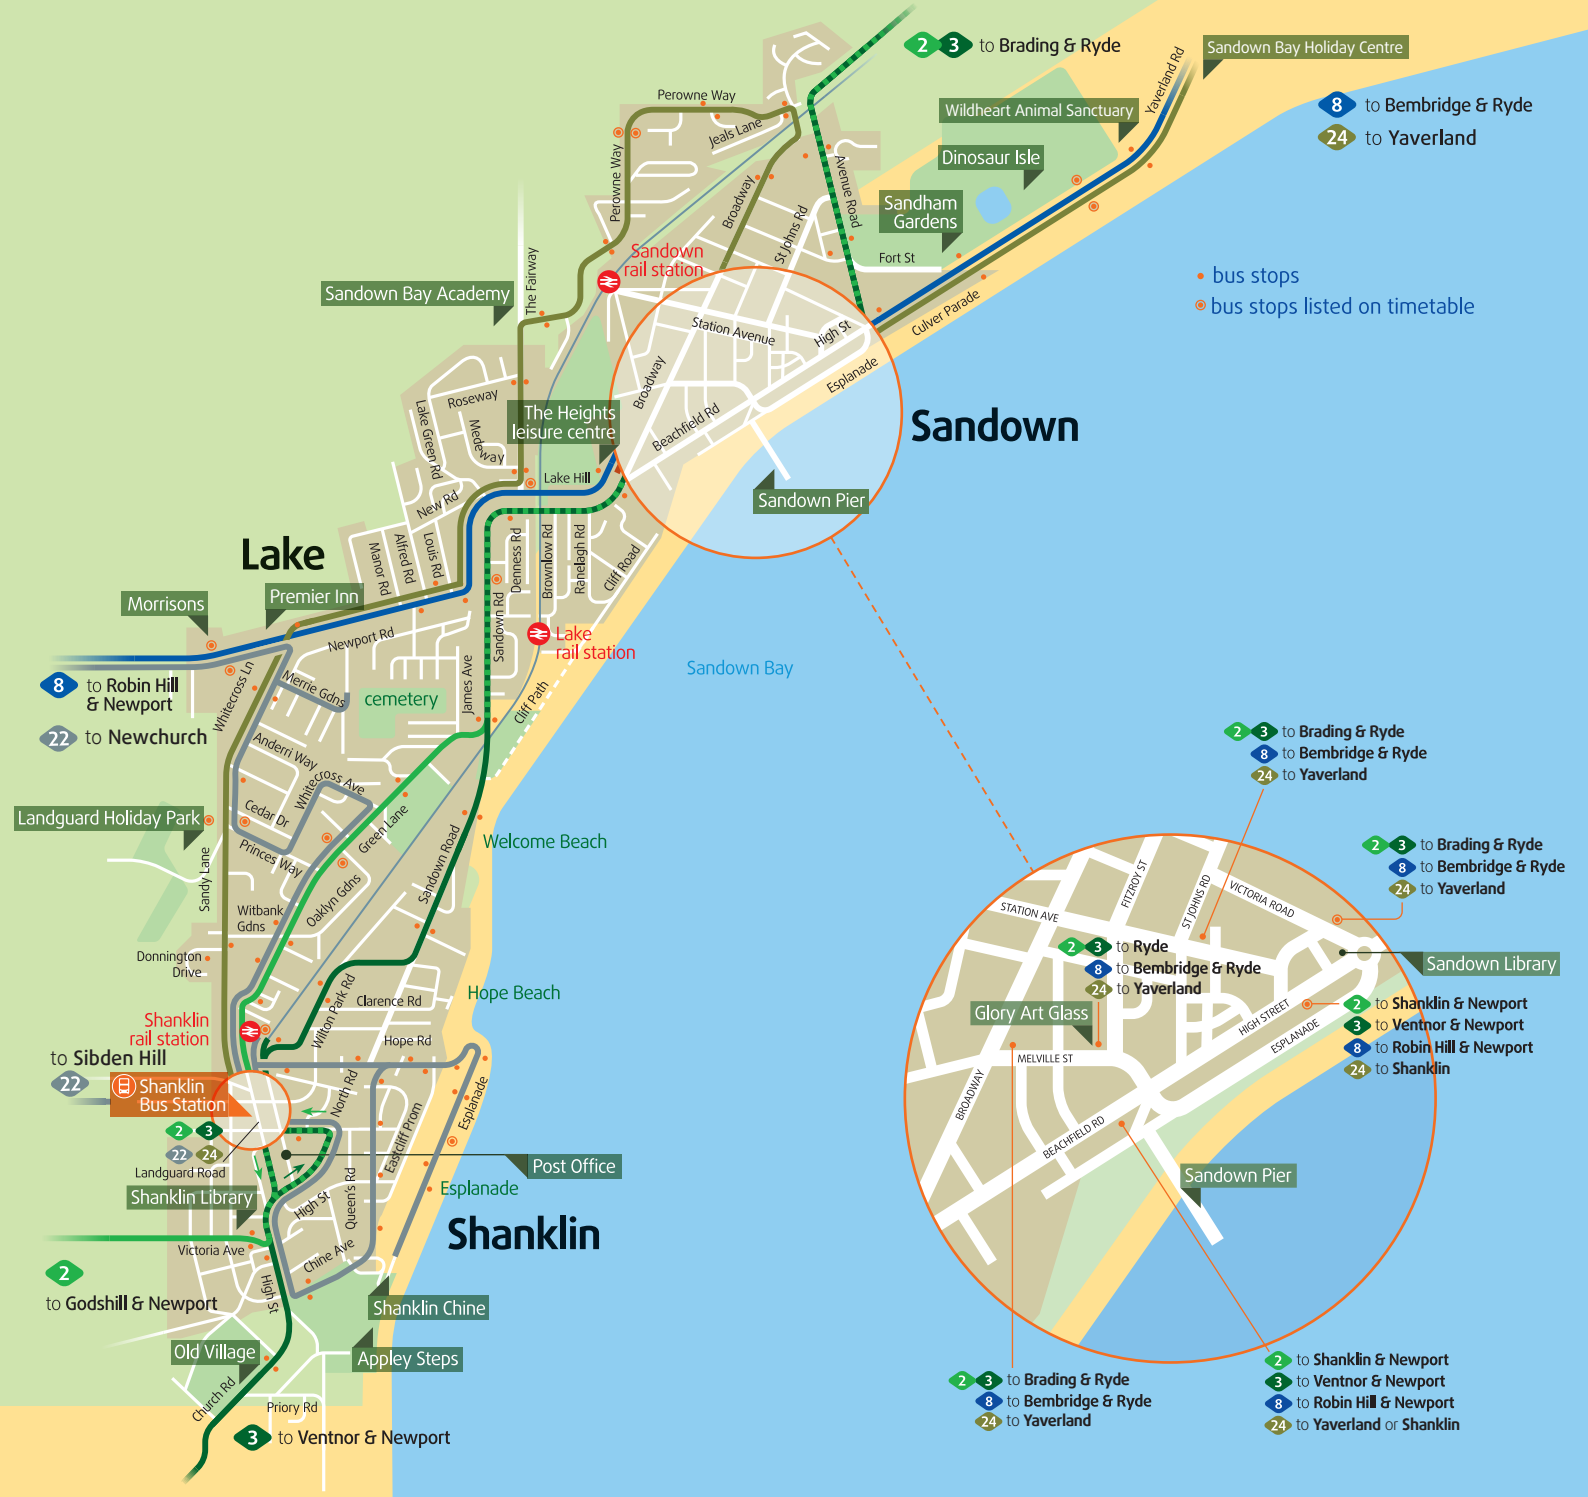 2 3 to Brading & Ryde
Sandown Bay Holiday Centre
Yaverland Rd
8 to Bembridge & Ryde
24 to Yaverland
Wildheart Animal Sanctuary
Dinosaur Isle
Sandham
Gardens
Perowne Way
Jeals Lane
Perowne Way
Broadway
St Johns Rd
Avenue Road
Fort St
Culver Parade
bus stops
bus stops listed on timetable
Sandown
rail station
Sandown Bay Academy
The Fairway
Station Avenue
High St
Esplanade
Broadway
Beachfield Rd
Roseway
Lake Green Rd
Medeway
The Heights
leisure centre
Lake Hill
New Rd
Sandown
Sandown Pier
Lake
Manor Rd
Alfred Rd
Louis Rd
Denness Rd
Brownlow Rd
Ranelagh Rd
Cliff Road
Sandown Rd
Morrisons
Premier Inn
Newport Rd
Lake
rail station
Sandown Bay
8 to Robin Hill
& Newport
22 to Newchurch
Whitecross Ln
Merrie Gdns
cemetery
James Ave
Cliff Path
Anderri Way
Whitecross Ave
Cedar Dr
Princes Way
Green Lane
Landguard Holiday Park
Sandy Lane
Sandown Road
Welcome Beach
Witbank
Gdns
Oaklyn Gdns
Donnington
Drive
Wilton Park Rd
Clarence Rd
Hope Beach
Hope Rd
Shanklin
rail station
to Sibden Hill
22
Shanklin
Bus Station
2 3
22 24
Landguard Road
North Rd
Eastcliff Prom
Esplanade
Post Office
Esplanade
Shanklin Library
High St
Queen's Rd
Shanklin
Victoria Ave
Chine Ave
High St
2
to Godshill & Newport
Shanklin Chine
Old Village
Appley Steps
Church Rd
Priory Rd
3 to Ventnor & Newport
2 3 to Brading & Ryde
8 to Bembridge & Ryde
24 to Yaverland
2 3 to Brading & Ryde
8 to Bembridge & Ryde
24 to Yaverland
FITZROY ST
ST JOHNS RD
VICTORIA ROAD
STATION AVE
2 3 to Ryde
8 to Bembridge & Ryde
24 to Yaverland
Sandown Library
Glory Art Glass
HIGH STREET
ESPLANADE
2 to Shanklin & Newport
3 to Ventnor & Newport
8 to Robin Hill & Newport
24 to Shanklin
MELVILLE ST
BROADWAY
BEACHFIELD RD
Sandown Pier
2 3 to Brading & Ryde
8 to Bembridge & Ryde
24 to Yaverland
2 to Shanklin & Newport
3 to Ventnor & Newport
8 to Robin Hill & Newport
24 to Yaverland or Shanklin